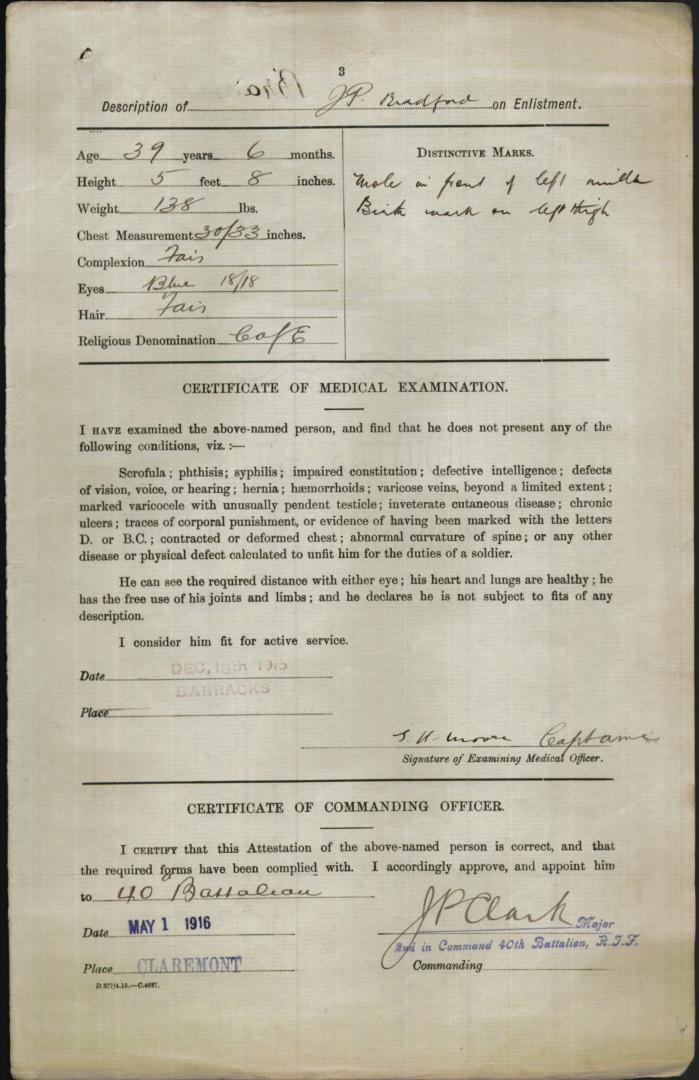 3
Description of J P. Bradford on Enlistment.
Age 39 years 6 months.
Height 5 feet 8 inches.
Weight 138 lbs.
Chest Measurement 30/33 inches.
Complexion Fair
Eyes Blue 18/18
Hair Fair
Religious Denomination C of E
DISTINCTIVE MARKS.
Mole in front of left axilla
Birth mark on left thigh
CERTIFICATE OF MEDICAL EXAMINATION.
I HAVE examined the above-named person, and find that he does not present any of the
following conditions, viz. :—
Scrofula ; phthisis ; syphilis ; impaired constitution ; defective intelligence ; defects
of vision, voice, or hearing ; hernia ; hæmorrhoids ; varicose veins, beyond a limited extent ;
marked varicocele with unusually pendent testicle ; inveterate cutaneous disease ; chronic
ulcers ; traces of corporal punishment, or evidence of having been marked with the letters
D. or B.C. ; contracted or deformed chest ; abnormal curvature of spine ; or any other
disease or physical defect calculated to unfit him for the duties of a soldier.
He can see the required distance with either eye ; his heart and lungs are healthy ; he
has the free use of his joints and limbs ; and he declares he is not subject to fits of any
description.
I consider him fit for active service.
Date DEC, 1915
BARRACKS
Place
Moore Captame
Signature of Examining Medical Officer.
CERTIFICATE OF COMMANDING OFFICER.
I CERTIFY that this Attestation of the above-named person is correct, and that
the required forms have been complied with. I accordingly approve, and appoint him
to 40 Battalion
Date MAY 1 1916
J P Clark Major
2nd in Command 40th Battalion, A.I.F.
Place CLAREMONT
Commanding
D.377/4.15.—C.4687.